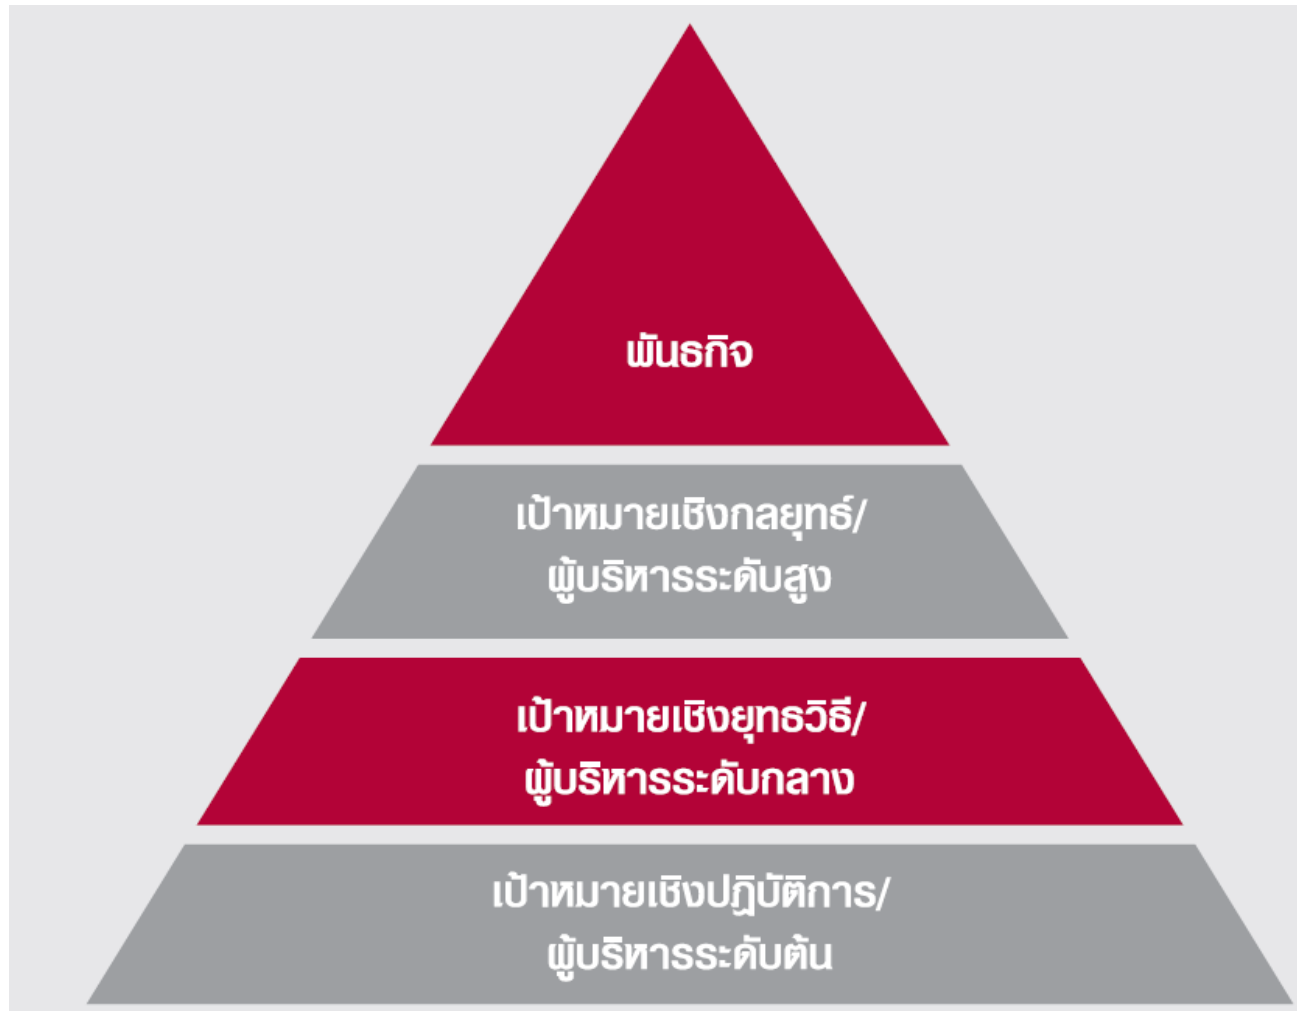 พันธกิจ
เป้าหมายเชิงกลยุทธ์/
ผู้บริหารระดับสูง
เป้าหมายเชิงยุทธวิธี/
ผู้บริหารระดับกลาง
เป้าหมายเชิงปฏิบัติการ/
ผู้บริหารระดับต้น